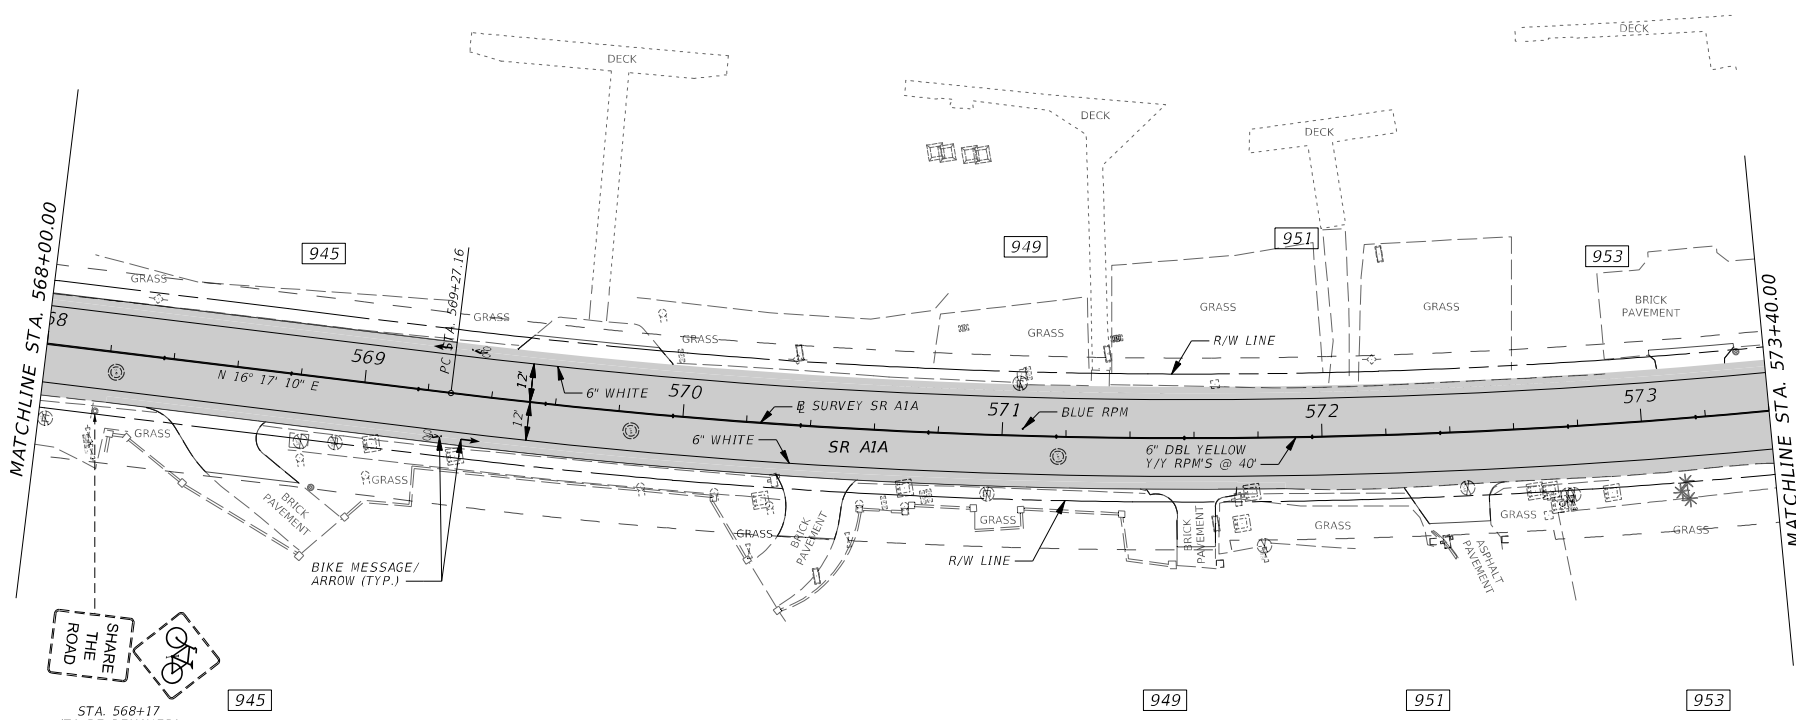 DECK
DECK
DECK
DECK
MATCHLINE STA. 568+00.00
945
949
951
953
PC STA. 569+27.16
GRASS
GRASS
GRASS
GRASS
GRASS
GRASS
BRICK
PAVEMENT
R/W LINE
MATCHLINE STA. 573+40.00
68
569
570
571
572
573
N 16° 17' 10" E
12'
12'
6" WHITE
B SURVEY SR A1A
BLUE RPM
6" WHITE
SR A1A
6" DBL YELLOW
Y/Y RPM'S @ 40'
GRASS
BRICK
PAVEMENT
GRASS
GRASS
BRICK
PAVEMENT
GRASS
BRICK
PAVEMENT
GRASS
GRASS
ASPHALT
PAVEMENT
GRASS
R/W LINE
BIKE MESSAGE/
ARROW (TYP.)
SHARE
THE
ROAD
STA. 568+17
945
949
951
953